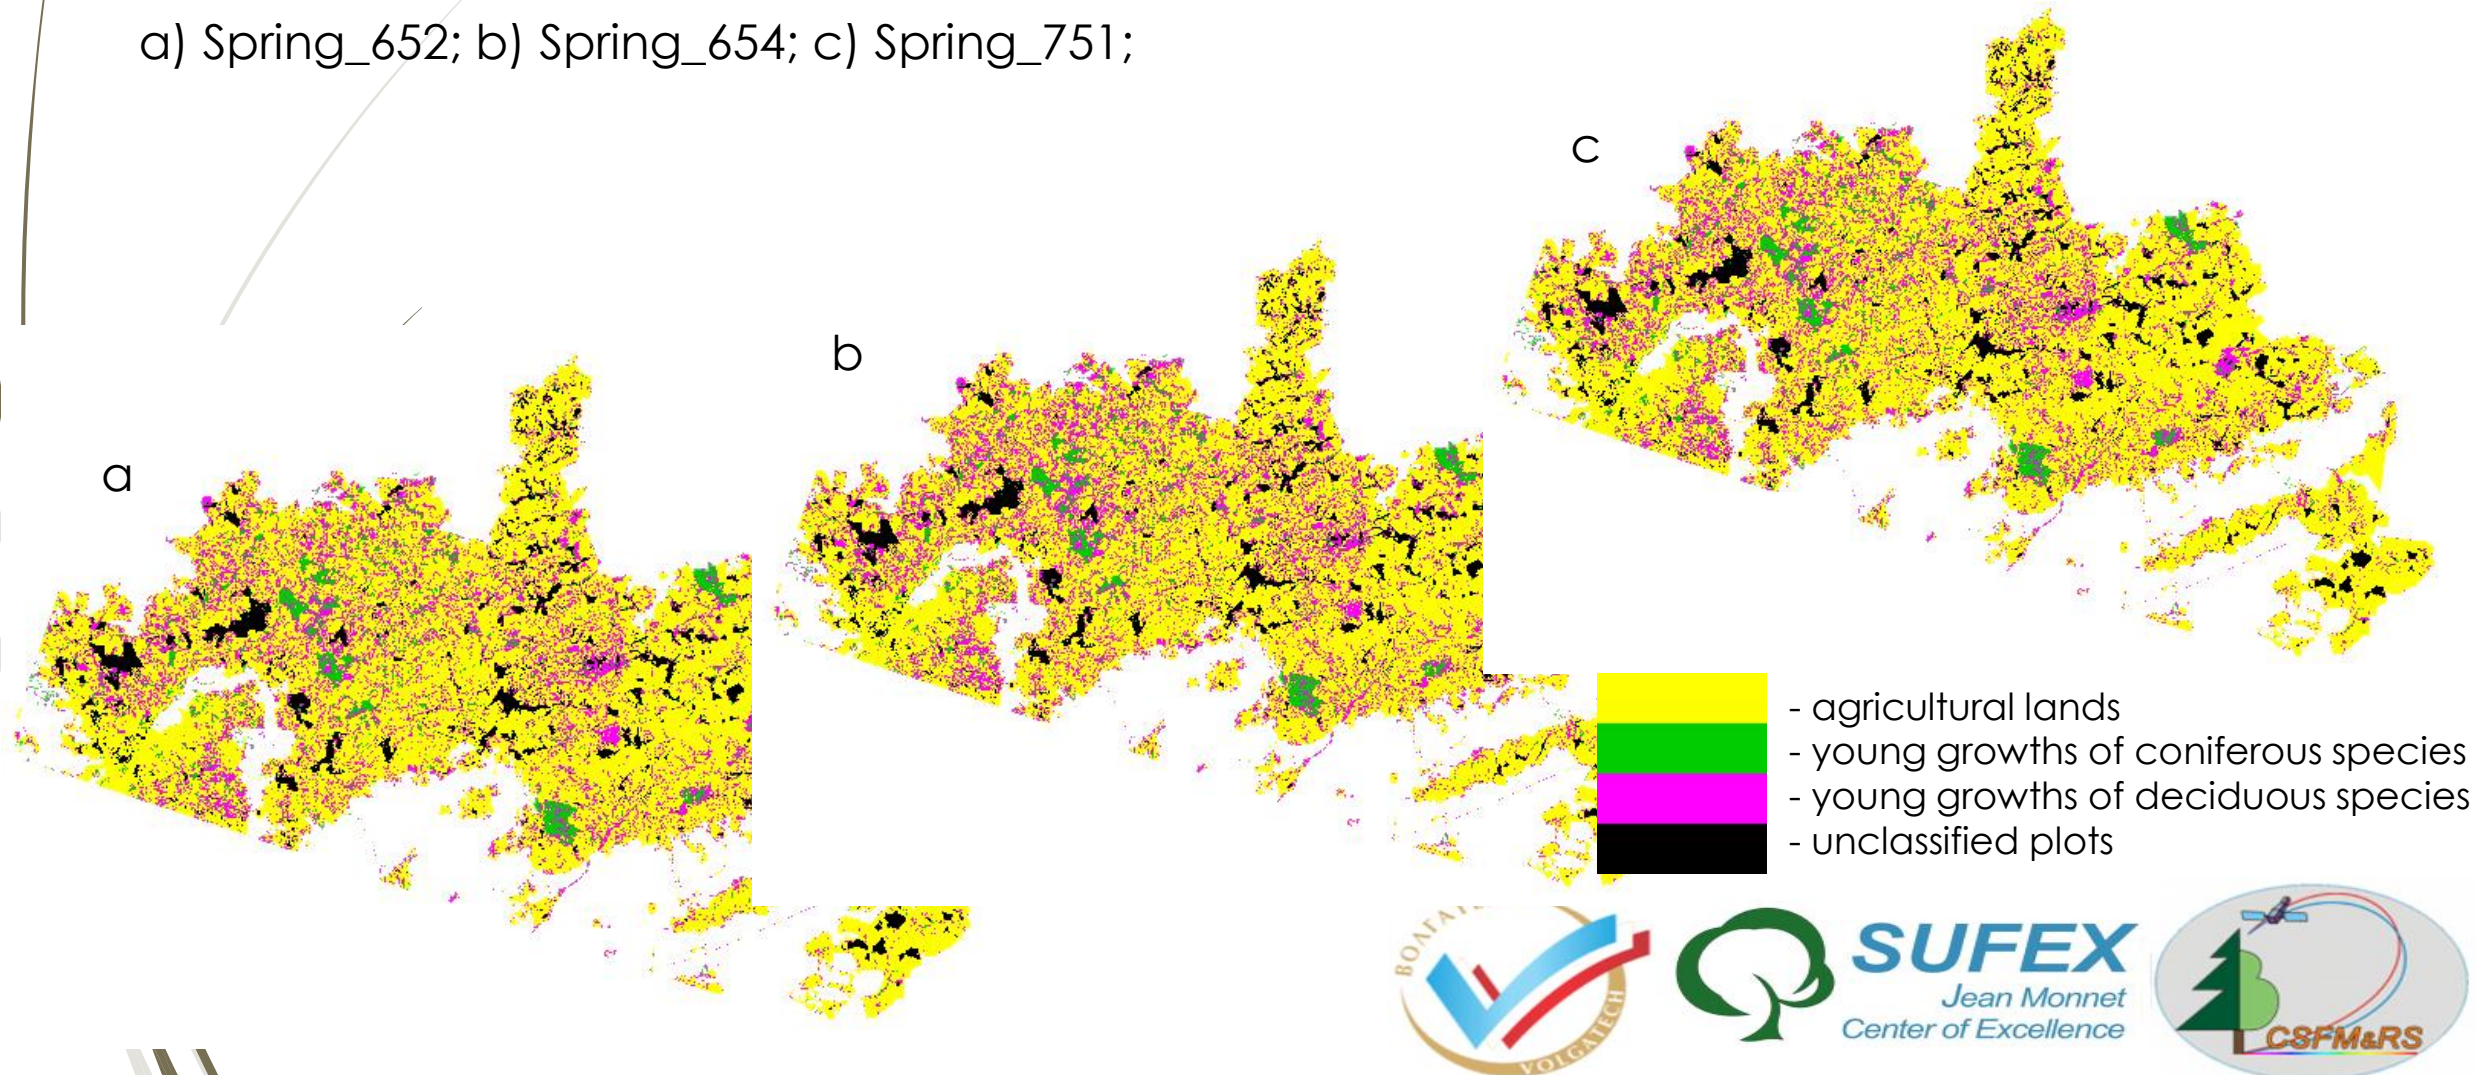 a) Spring_652; b) Spring_654; c) Spring_751;
c
b
a
- agricultural lands
- young growths of coniferous species
- young growths of deciduous species
- unclassified plots
VOLGATECH
SUFEX
Jean Monnet
Center of Excellence
CSFM&RS